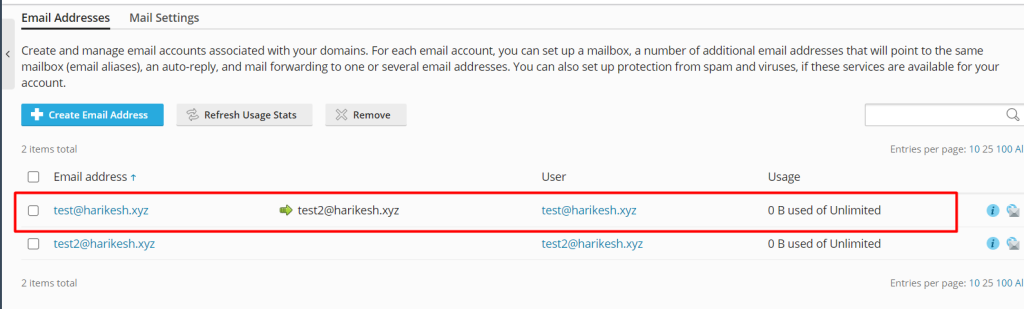 Email Addresses Mail Settings
Create and manage email accounts associated with your domains. For each email account, you can set up a mailbox, a number of additional email addresses that will point to the same
mailbox (email aliases), an auto-reply, and mail forwarding to one or several email addresses. You can also set up protection from spam and viruses, if these services are available for your
account.
Create Email Address Refresh Usage Stats Remove
2 items total Entries per page: 10 25 100 Al
Email address ↑ User Usage
test@harikesh.xyz test2@harikesh.xyz test@harikesh.xyz 0 B used of Unlimited
test2@harikesh.xyz test2@harikesh.xyz 0 B used of Unlimited
2 items total Entries per page: 10 25 100 Al